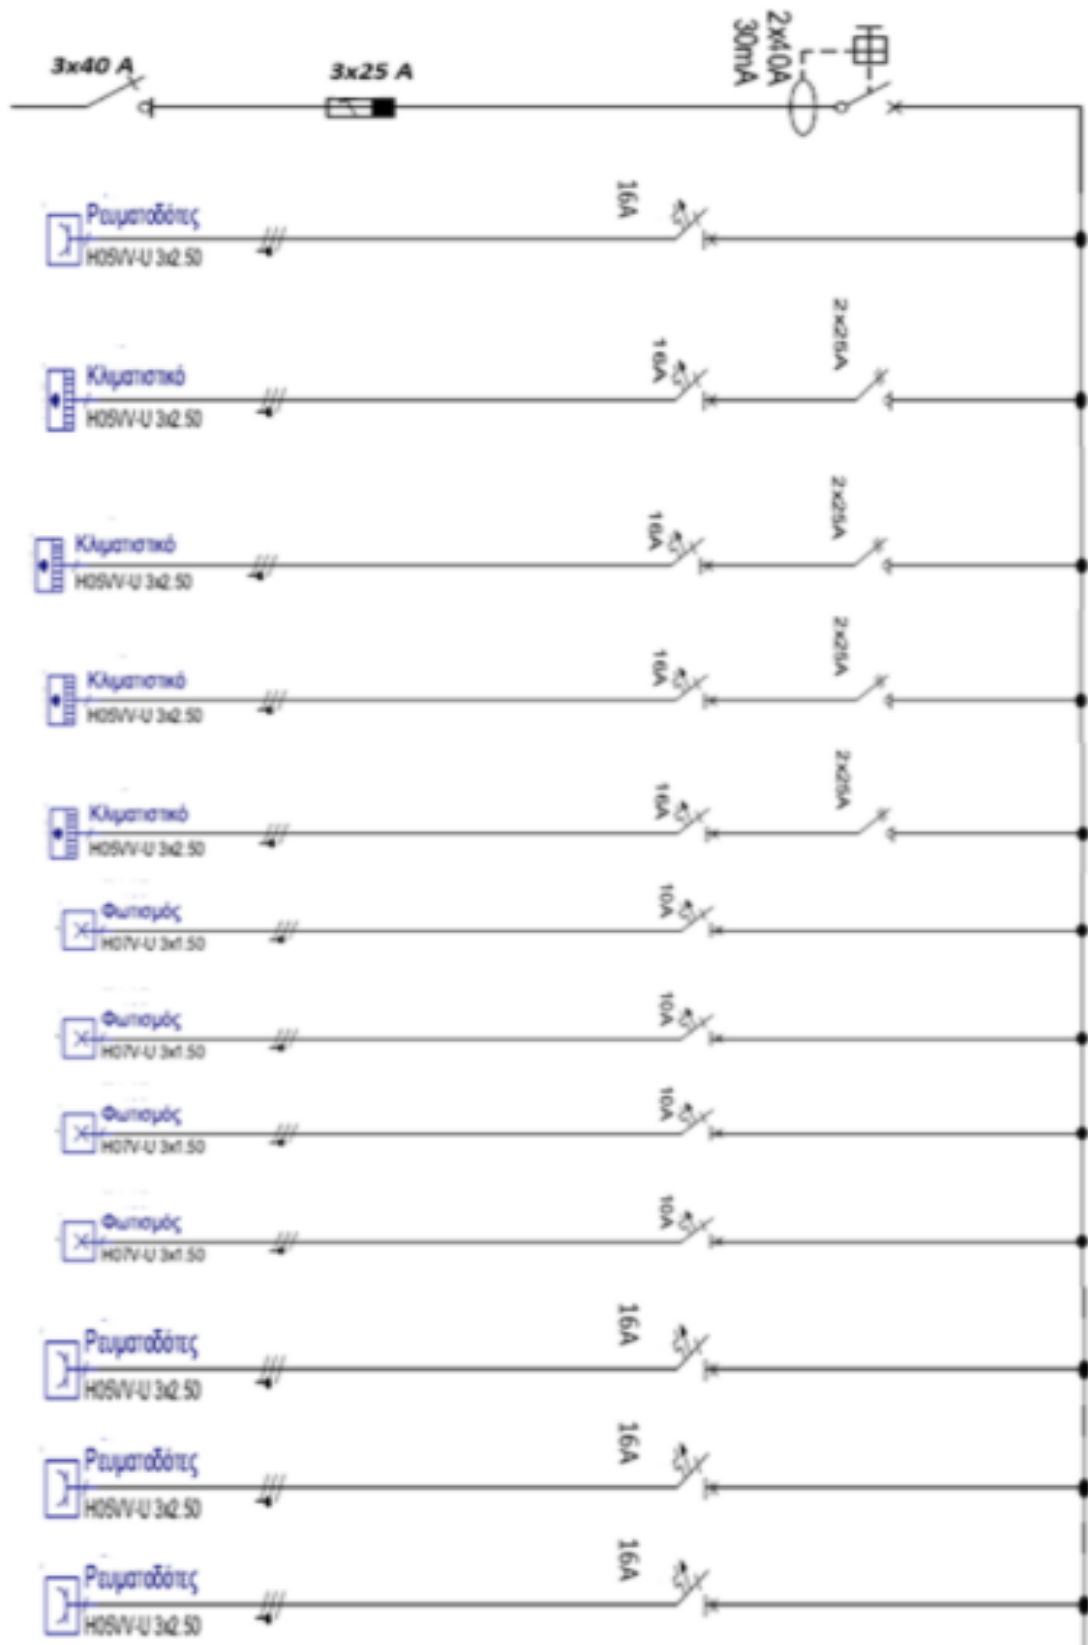 3x40 A
3x25 A
2x40A
30mA
16A
Ρευματοδότες
H05VV-U 3x2.50
2x25A
16A
Κλιματιστικό
H05VV-U 3x2.50
2x25A
16A
Κλιματιστικό
H05VV-U 3x2.50
2x25A
16A
Κλιματιστικό
H05VV-U 3x2.50
2x25A
16A
Κλιματιστικό
H05VV-U 3x2.50
10A
Φωτισμός
H07V-U 3x1.50
10A
Φωτισμός
H07V-U 3x1.50
10A
Φωτισμός
H07V-U 3x1.50
10A
Φωτισμός
H07V-U 3x1.50
16A
Ρευματοδότες
H05VV-U 3x2.50
16A
Ρευματοδότες
H05VV-U 3x2.50
16A
Ρευματοδότες
H05VV-U 3x2.50